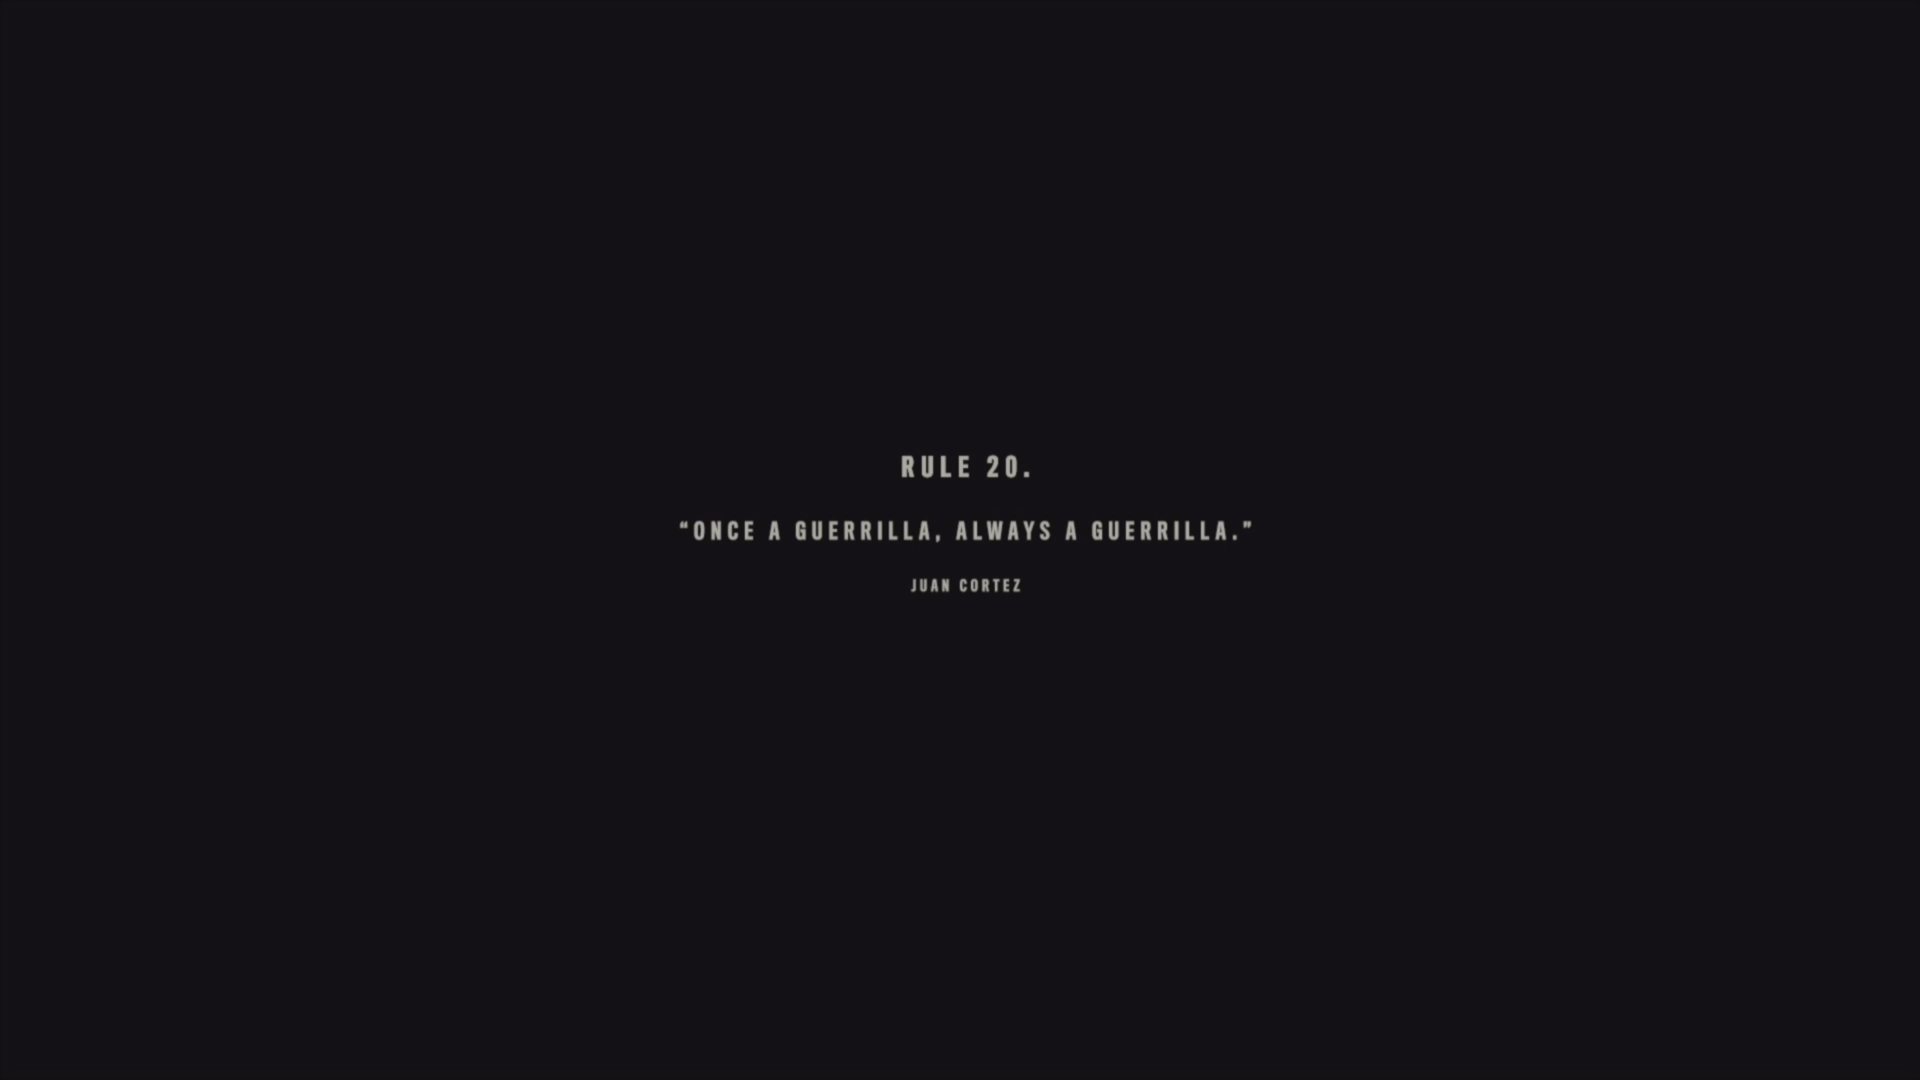 RULE 20.
“ONCE A GUERRILLA, ALWAYS A GUERRILLA.”
JUAN CORTEZ